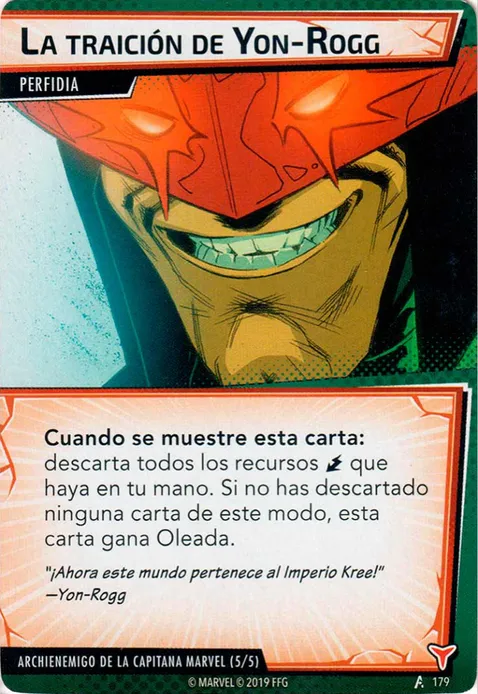 La traición de Yon-Rogg
PERFIDIA
Cuando se muestre esta carta:
descarta todos los recursos que
haya en tu mano. Si no has descartado
ninguna carta de este modo, esta
carta gana Oleada.
"¡Ahora este mundo pertenece al Imperio Kree!"
—Yon-Rogg
ARCHIENEMIGO DE LA CAPITANA MARVEL (5/5)
© MARVEL © 2019 FFG
179